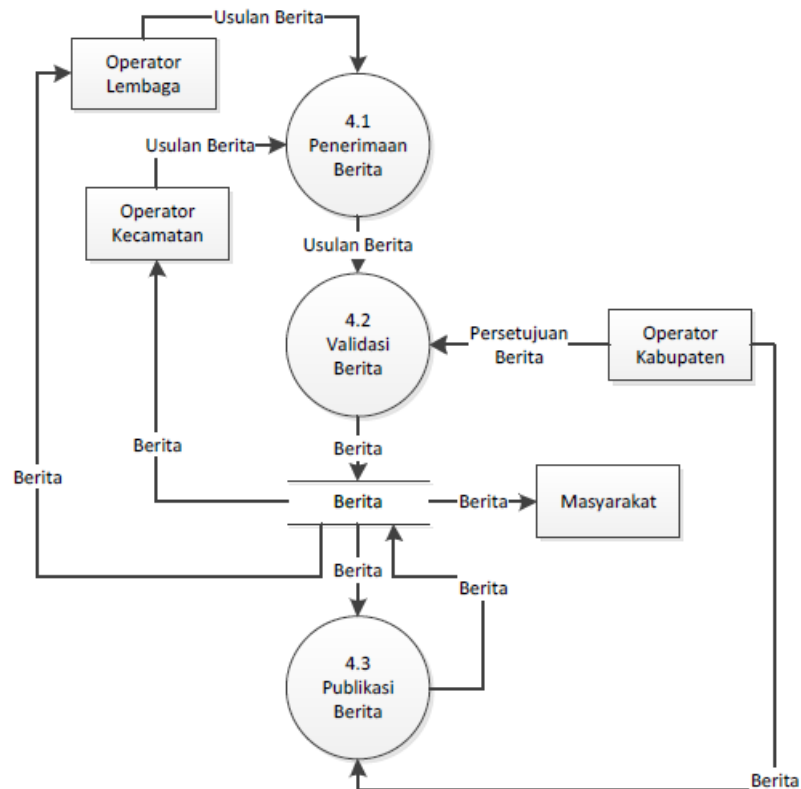 Usulan Berita
Operator
Lembaga
4.1
Penerimaan
Berita
Usulan Berita
Operator
Kecamatan
Usulan Berita
4.2
Validasi
Berita
Persetujuan
Berita
Operator
Kabupaten
Berita
Berita
Berita
Berita
Berita
Masyarakat
Berita
Berita
4.3
Publikasi
Berita
Berita